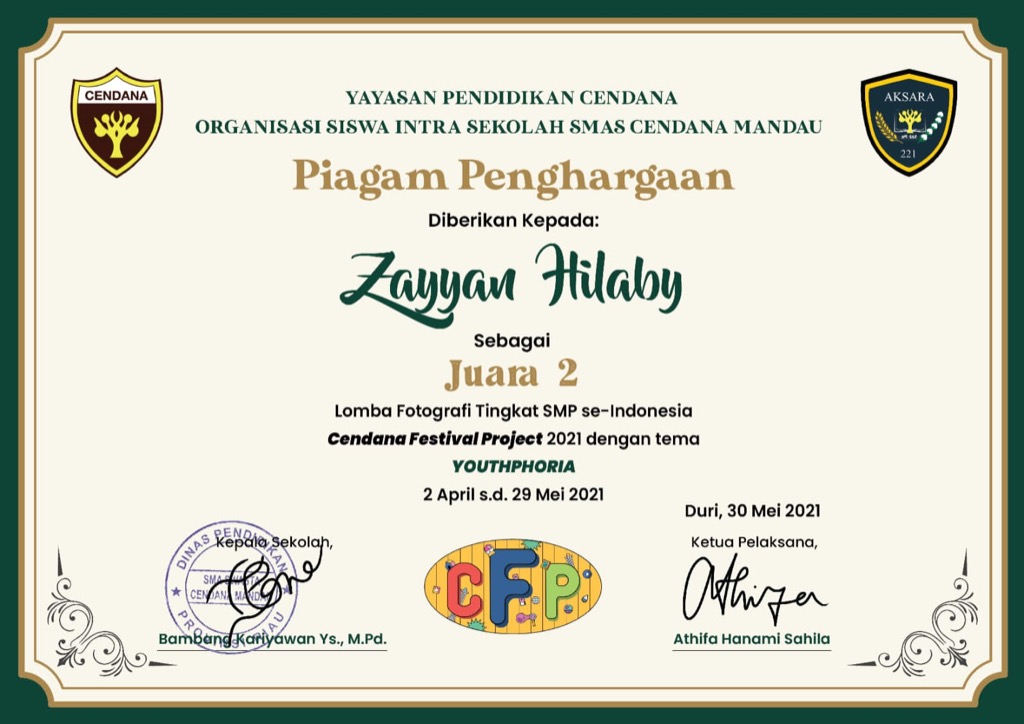 CENDANA
AKSARA
221
YAYASAN PENDIDIKAN CENDANA
ORGANISASI SISWA INTRA SEKOLAH SMAS CENDANA MANDAU
Piagam Penghargaan
Diberikan Kepada:
Zayyan Hilaby
Sebagai
Juara 2
Lomba Fotografi Tingkat SMP se-Indonesia
Cendana Festival Project 2021 dengan tema
YOUTHPHORIA
2 April s.d. 29 Mei 2021
Duri, 30 Mei 2021
Kepala Sekolah,
Ketua Pelaksana,
DINAS PENDIDIKAN
SMA
CENDANA MANDAU
CFP
Athifa
Bambang Kariyawan Ys., M.Pd.
Athifa Hanami Sahila